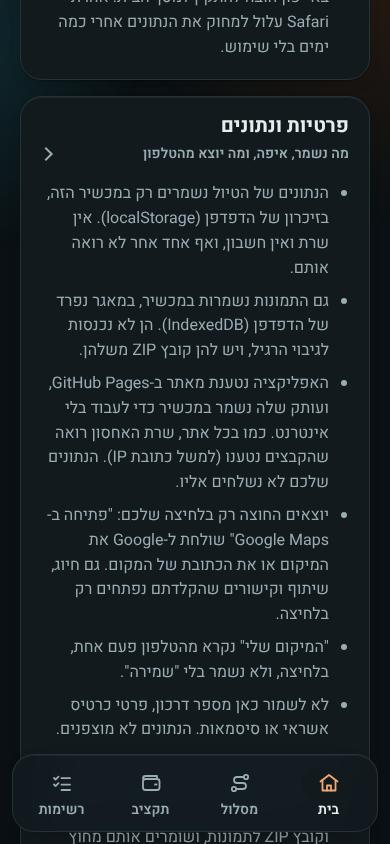 Safari עלול למחוק את הנתונים אחרי כמה
ימים בלי שימוש.
פרטיות ונתונים
מה נשמר, איפה, ומה יוצא מהטלפון
הנתונים של הטיול נשמרים רק במכשיר הזה,
בזיכרון של הדפדפן (localStorage). אין
שרת ואין חשבון, ואף אחד אחר לא רואה
אותם.
גם התמונות נשמרות במכשיר, במאגר נפרד
של הדפדפן (IndexedDB). הן לא נכנסות
לגיבוי הרגיל, ויש להן קובץ ZIP משלהן.
האפליקציה נטענת מאתר ב-GitHub Pages,
ועותק שלה נשמר במכשיר כדי לעבוד בלי
אינטרנט. כמו בכל אתר, שרת האחסון רואה
שהקבצים נטענו (למשל כתובת IP). הנתונים
שלכם לא נשלחים אליו.
יוצאים החוצה רק בלחיצה שלכם: "פתיחה ב-
Google Maps" שולחת ל-Google את
המיקום או את הכתובת של המקום. גם חיוג,
שיתוף וקישורים שהקלדתם נפתחים רק
בלחיצה.
"המיקום שלי" נקרא מהטלפון פעם אחת,
בלחיצה, ולא נשמר בלי "שמירה".
לא לשמור כאן מספר דרכון, פרטי כרטיס
אשראי או סיסמאות. הנתונים לא מוצפנים.
בית
מסלול
תקציב
רשימות
וקובץ ZIP לתמונות, ושומרים אותם מחוץ